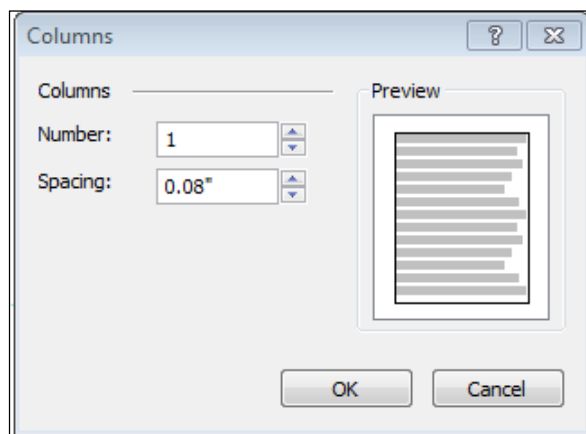 Columns
Columns
Number: 1
Spacing: 0.08"
Preview
OK Cancel